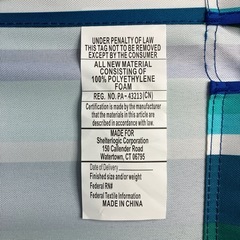 UNDER PENALTY OF LAW
THIS TAG NOT TO BE REMOVED
EXCEPT BY THE CONSUMER
ALL NEW MATERIAL
CONSISTING OF
100% POLYETHYLENE
FOAM
REG. NO. PA - 43213 (CN)
Certification is made by the manufacturer
that the materials in this article are
described in accordance with law.
MADE FOR
Shelterlogic Corporation
150 Callender Road
Watertown, CT 06795
Date of Delivery
Finished size and/or weight
Federal RN#
Federal Textile Information
MADE IN CHINA